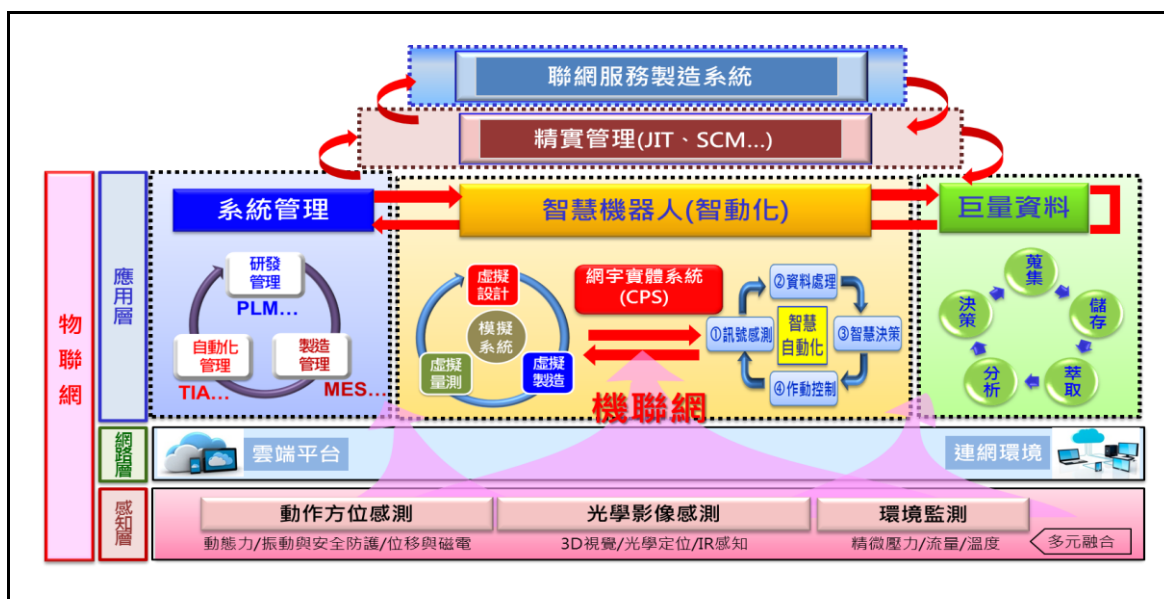 聯網服務製造系統
精實管理(JIT、SCM...)
物聯網
應用層
系統管理
研發
管理
PLM...
自動化
管理
TIA...
製造
管理
MES...
智慧機器人(智動化)
虛擬
設計
模擬
系統
虛擬
量測
虛擬
製造
網宇實體系統
(CPS)
機聯網
①訊號感測
②資料處理
③智慧決策
④作動控制
智慧
自動化
巨量資料
蒐集
儲存
萃取
分析
決策
網路層
雲端平台
連網環境
感知層
動作方位感測
動態力/振動與安全防護/位移與磁電
光學影像感測
3D視覺/光學定位/IR感知
環境監測
精微壓力/流量/溫度
多元融合